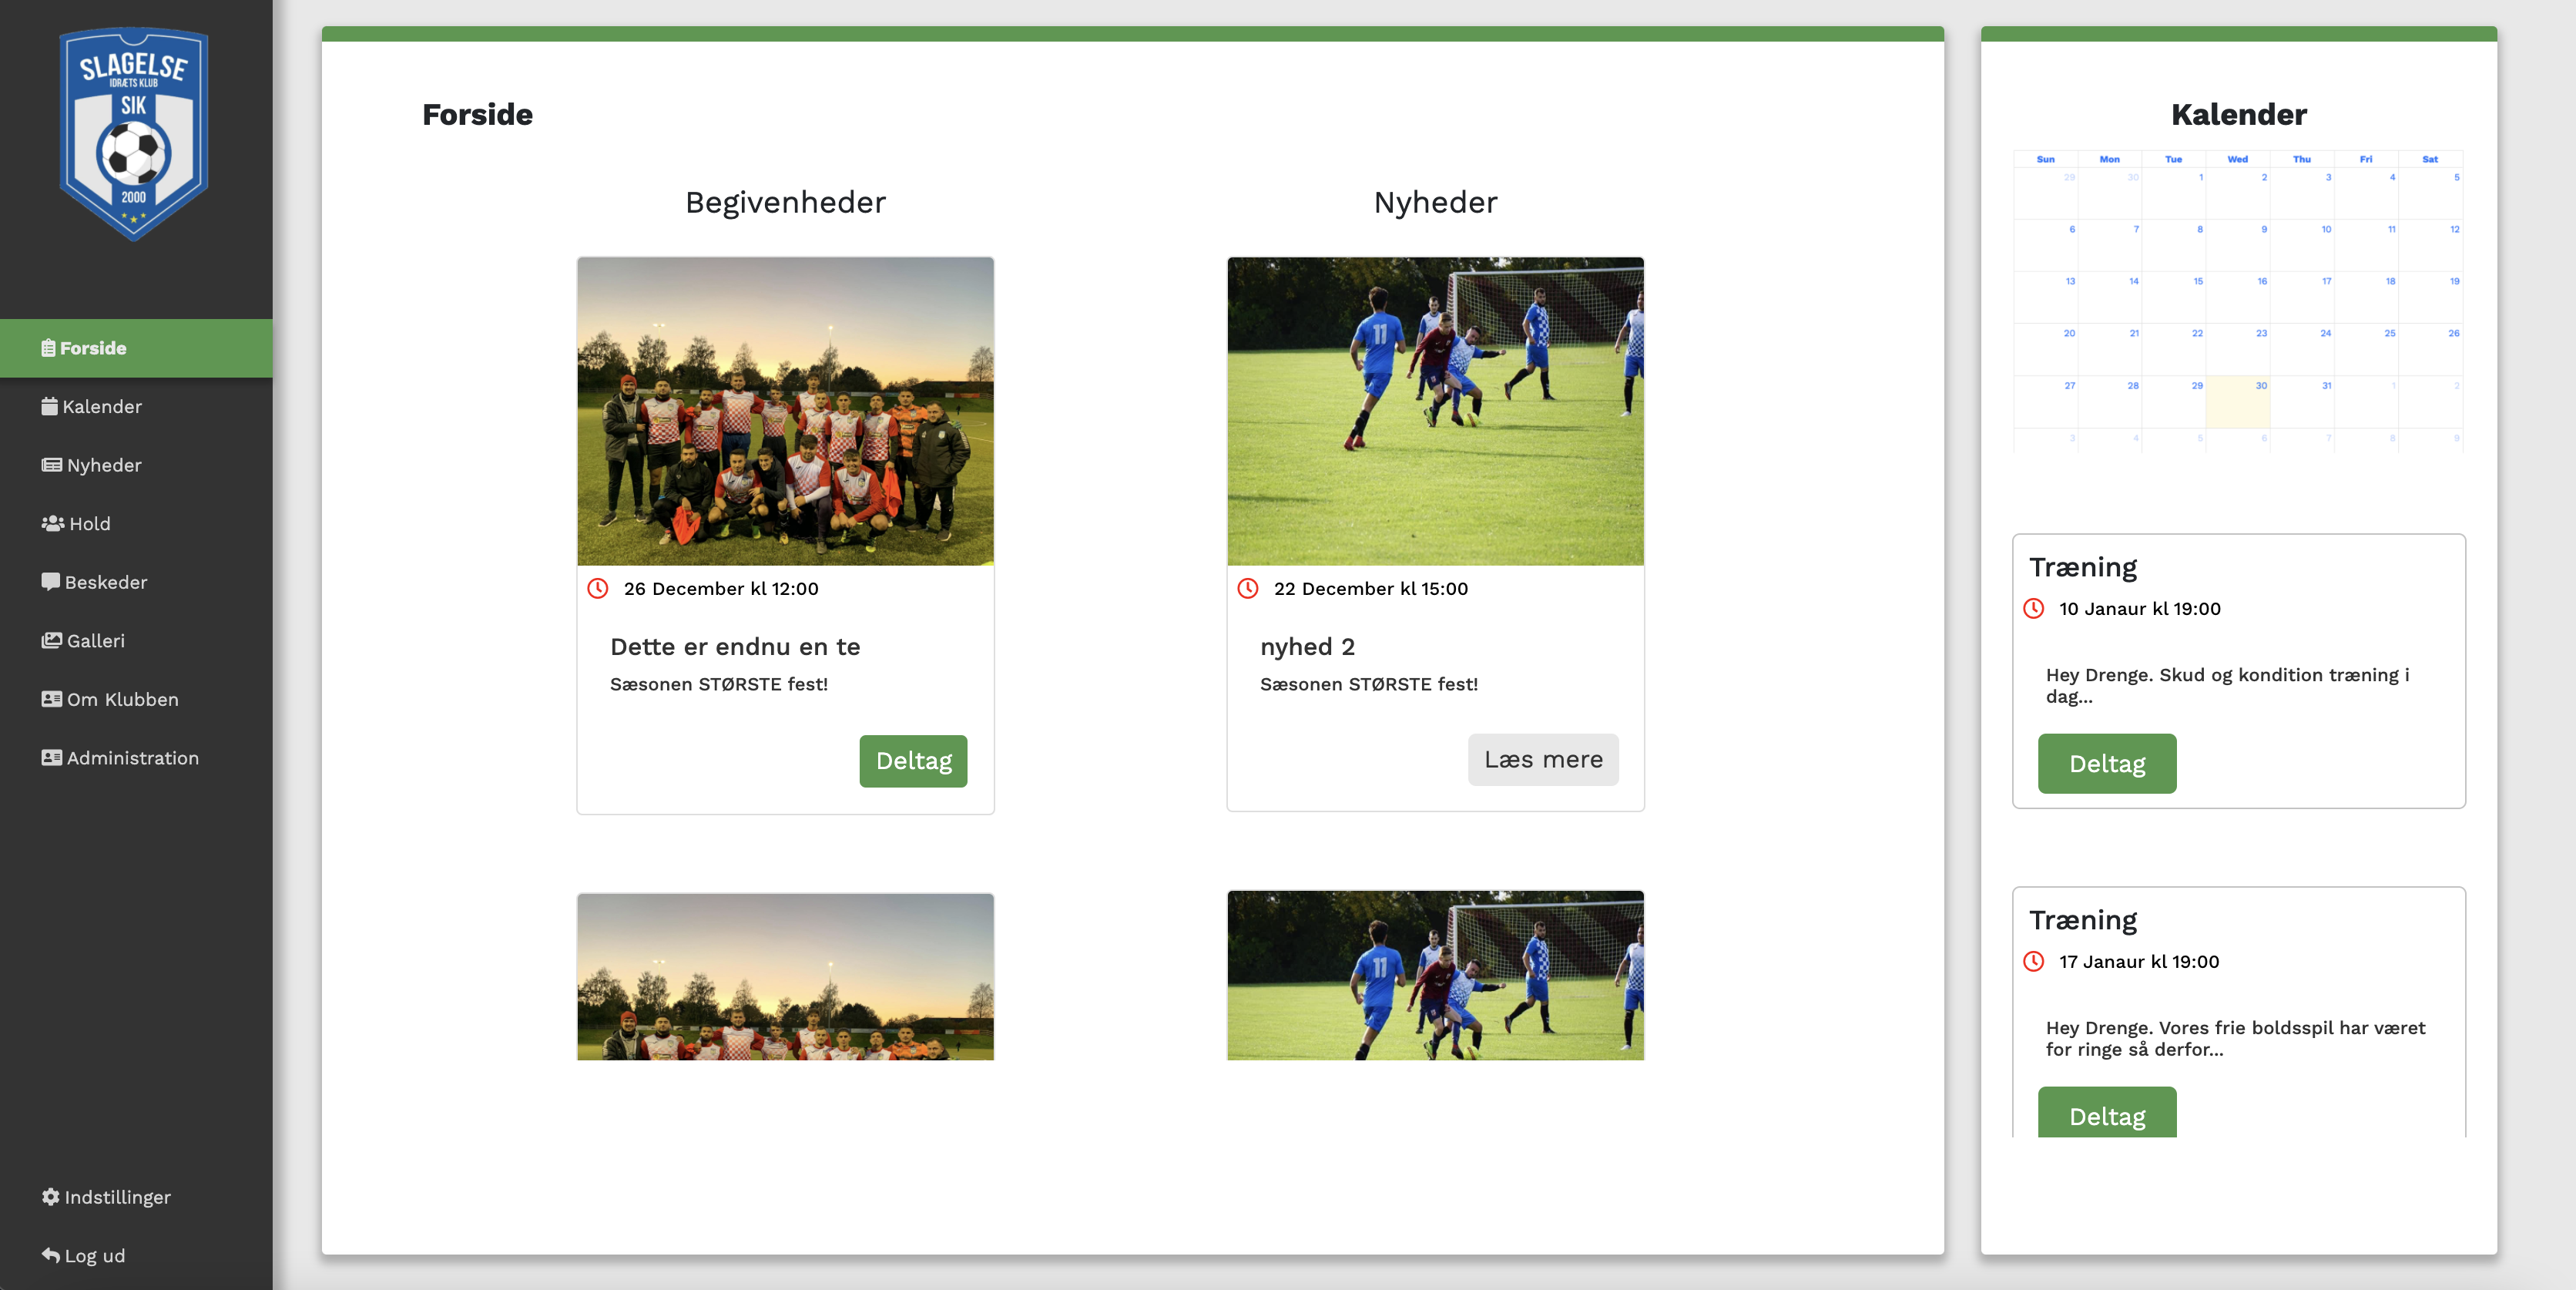 SLAGELSE
IDRÆTS KLUB
SIK
2000
Forside
Kalender
Nyheder
Hold
Beskeder
Galleri
Om Klubben
Administration
Indstillinger
Log ud
Forside
Begivenheder
26 December kl 12:00
Dette er endnu en te
Sæsonen STØRSTE fest!
Deltag
Nyheder
11
22 December kl 15:00
nyhed 2
Sæsonen STØRSTE fest!
Læs mere
11
Kalender
Sun Mon Tue Wed Thu Fri Sat
29 30 1 2 3 4 5
6 7 8 9 10 11 12
13 14 15 16 17 18 19
20 21 22 23 24 25 26
27 28 29 30 31 1 2
3 4 5 6 7 8 9
Træning
10 Janaur kl 19:00
Hey Drenge. Skud og kondition træning i
dag...
Deltag
Træning
17 Janaur kl 19:00
Hey Drenge. Vores frie boldsspil har været
for ringe så derfor...
Deltag